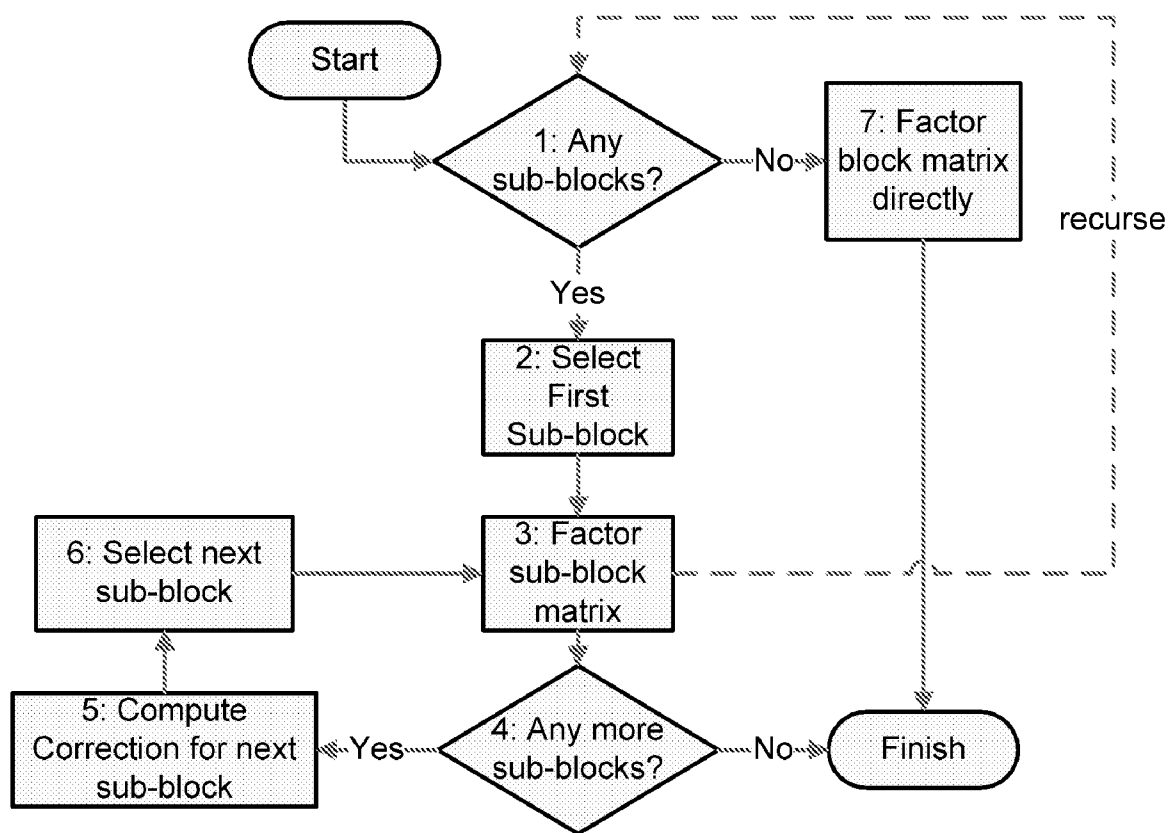 Start
1: Any
sub-blocks?
No
7: Factor
block matrix
directly
recurse
Yes
2: Select
First
Sub-block
6: Select next
sub-block
3: Factor
sub-block
matrix
5: Compute
Correction for next
sub-block
Yes
4: Any more
sub-blocks?
No
Finish